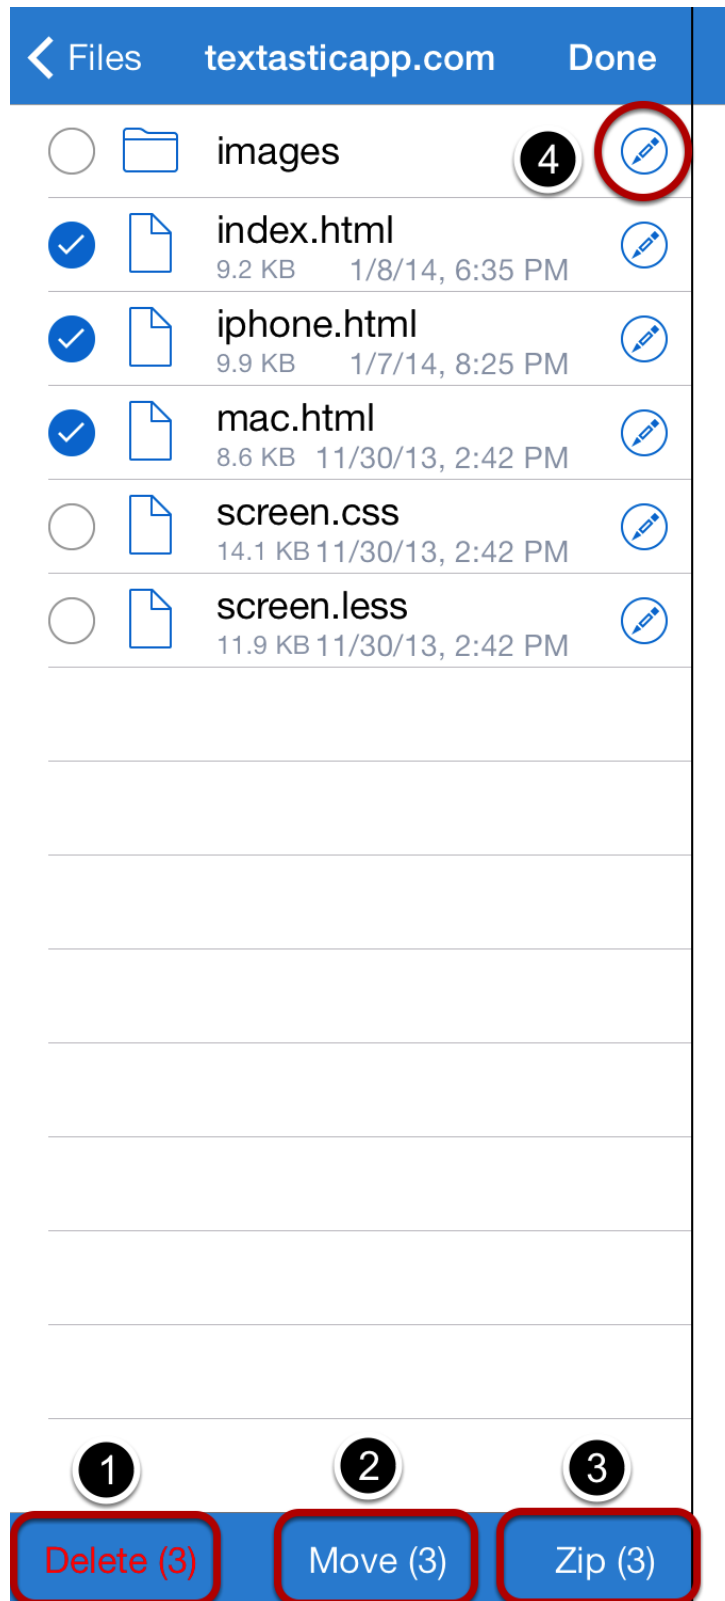 Files textasticapp.com Done
images 4
index.html
9.2 KB 1/8/14, 6:35 PM
iphone.html
9.9 KB 1/7/14, 8:25 PM
mac.html
8.6 KB 11/30/13, 2:42 PM
screen.css
14.1 KB 11/30/13, 2:42 PM
screen.less
11.9 KB 11/30/13, 2:42 PM
1 2 3
Delete (3) Move (3) Zip (3)